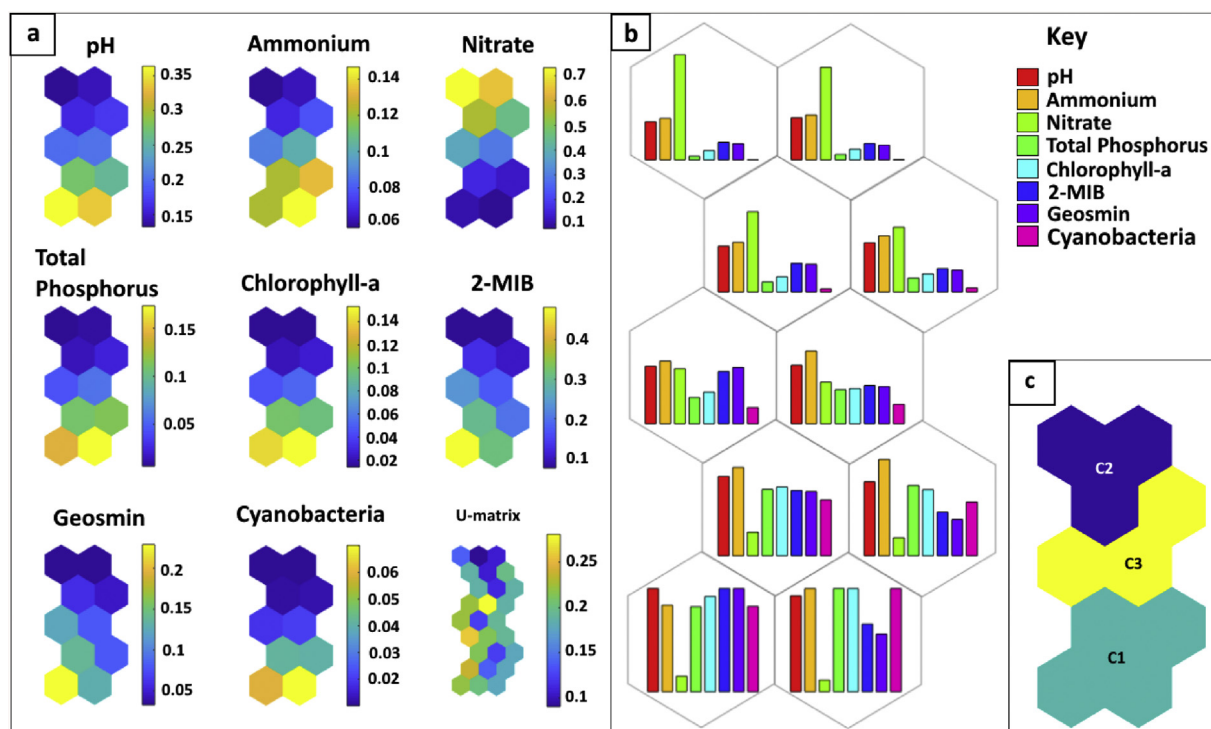 a
pH
0.35
0.3
0.25
0.2
0.15
Ammonium
0.14
0.12
0.1
0.08
0.06
Nitrate
0.7
0.6
0.5
0.4
0.3
0.2
0.1
Total
Phosphorus
0.15
0.1
0.05
Chlorophyll-a
0.14
0.12
0.10
0.08
0.06
0.04
0.02
2-MIB
0.4
0.3
0.2
0.1
Geosmin
0.2
0.15
0.1
0.05
Cyanobacteria
0.06
0.05
0.04
0.03
0.02
U-matrix
0.25
0.2
0.15
0.1
b
Key
pH
Ammonium
Nitrate
Total Phosphorus
Chlorophyll-a
2-MIB
Geosmin
Cyanobacteria
c
C2
C3
C1